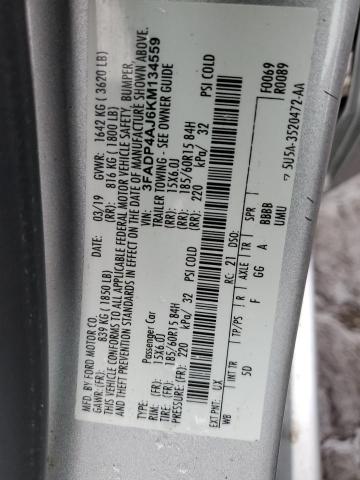 MFD. BY FORD MOTOR CO.
03/19 GVWR: 1642 KG ( 3620 LB)
GAWR: (FR): 839 KG ( 1850 LB) (RR): 816 KG ( 1800 LB)
THIS VEHICLE CONFORMS TO ALL APPLICABLE FEDERAL MOTOR VEHICLE SAFETY, BUMPER,
AND THEFT PREVENTION STANDARDS IN EFFECT ON THE DATE OF MANUFACTURE SHOWN ABOVE.
VIN: 3FADP4AJ6KM134559
TYPE: Passenger Car TRAILER TOWING - SEE OWNER GUIDE
RIM: (FR): 15X6.0J (RR): 15X6.0J
TIRE: (FR): 185/60R15 84H (RR): 185/60R15 84H
PRESSURE: (FR): 220 kPa/ 32 PSI COLD (RR): 220 kPa/ 32 PSI COLD
EXT PNT: UX RC: 21 DSO: F0069
WB INT TR TP/PS R AXLE TR SPR R0089
5D F GG A BBBB UMU
5U5A-3520472-AA